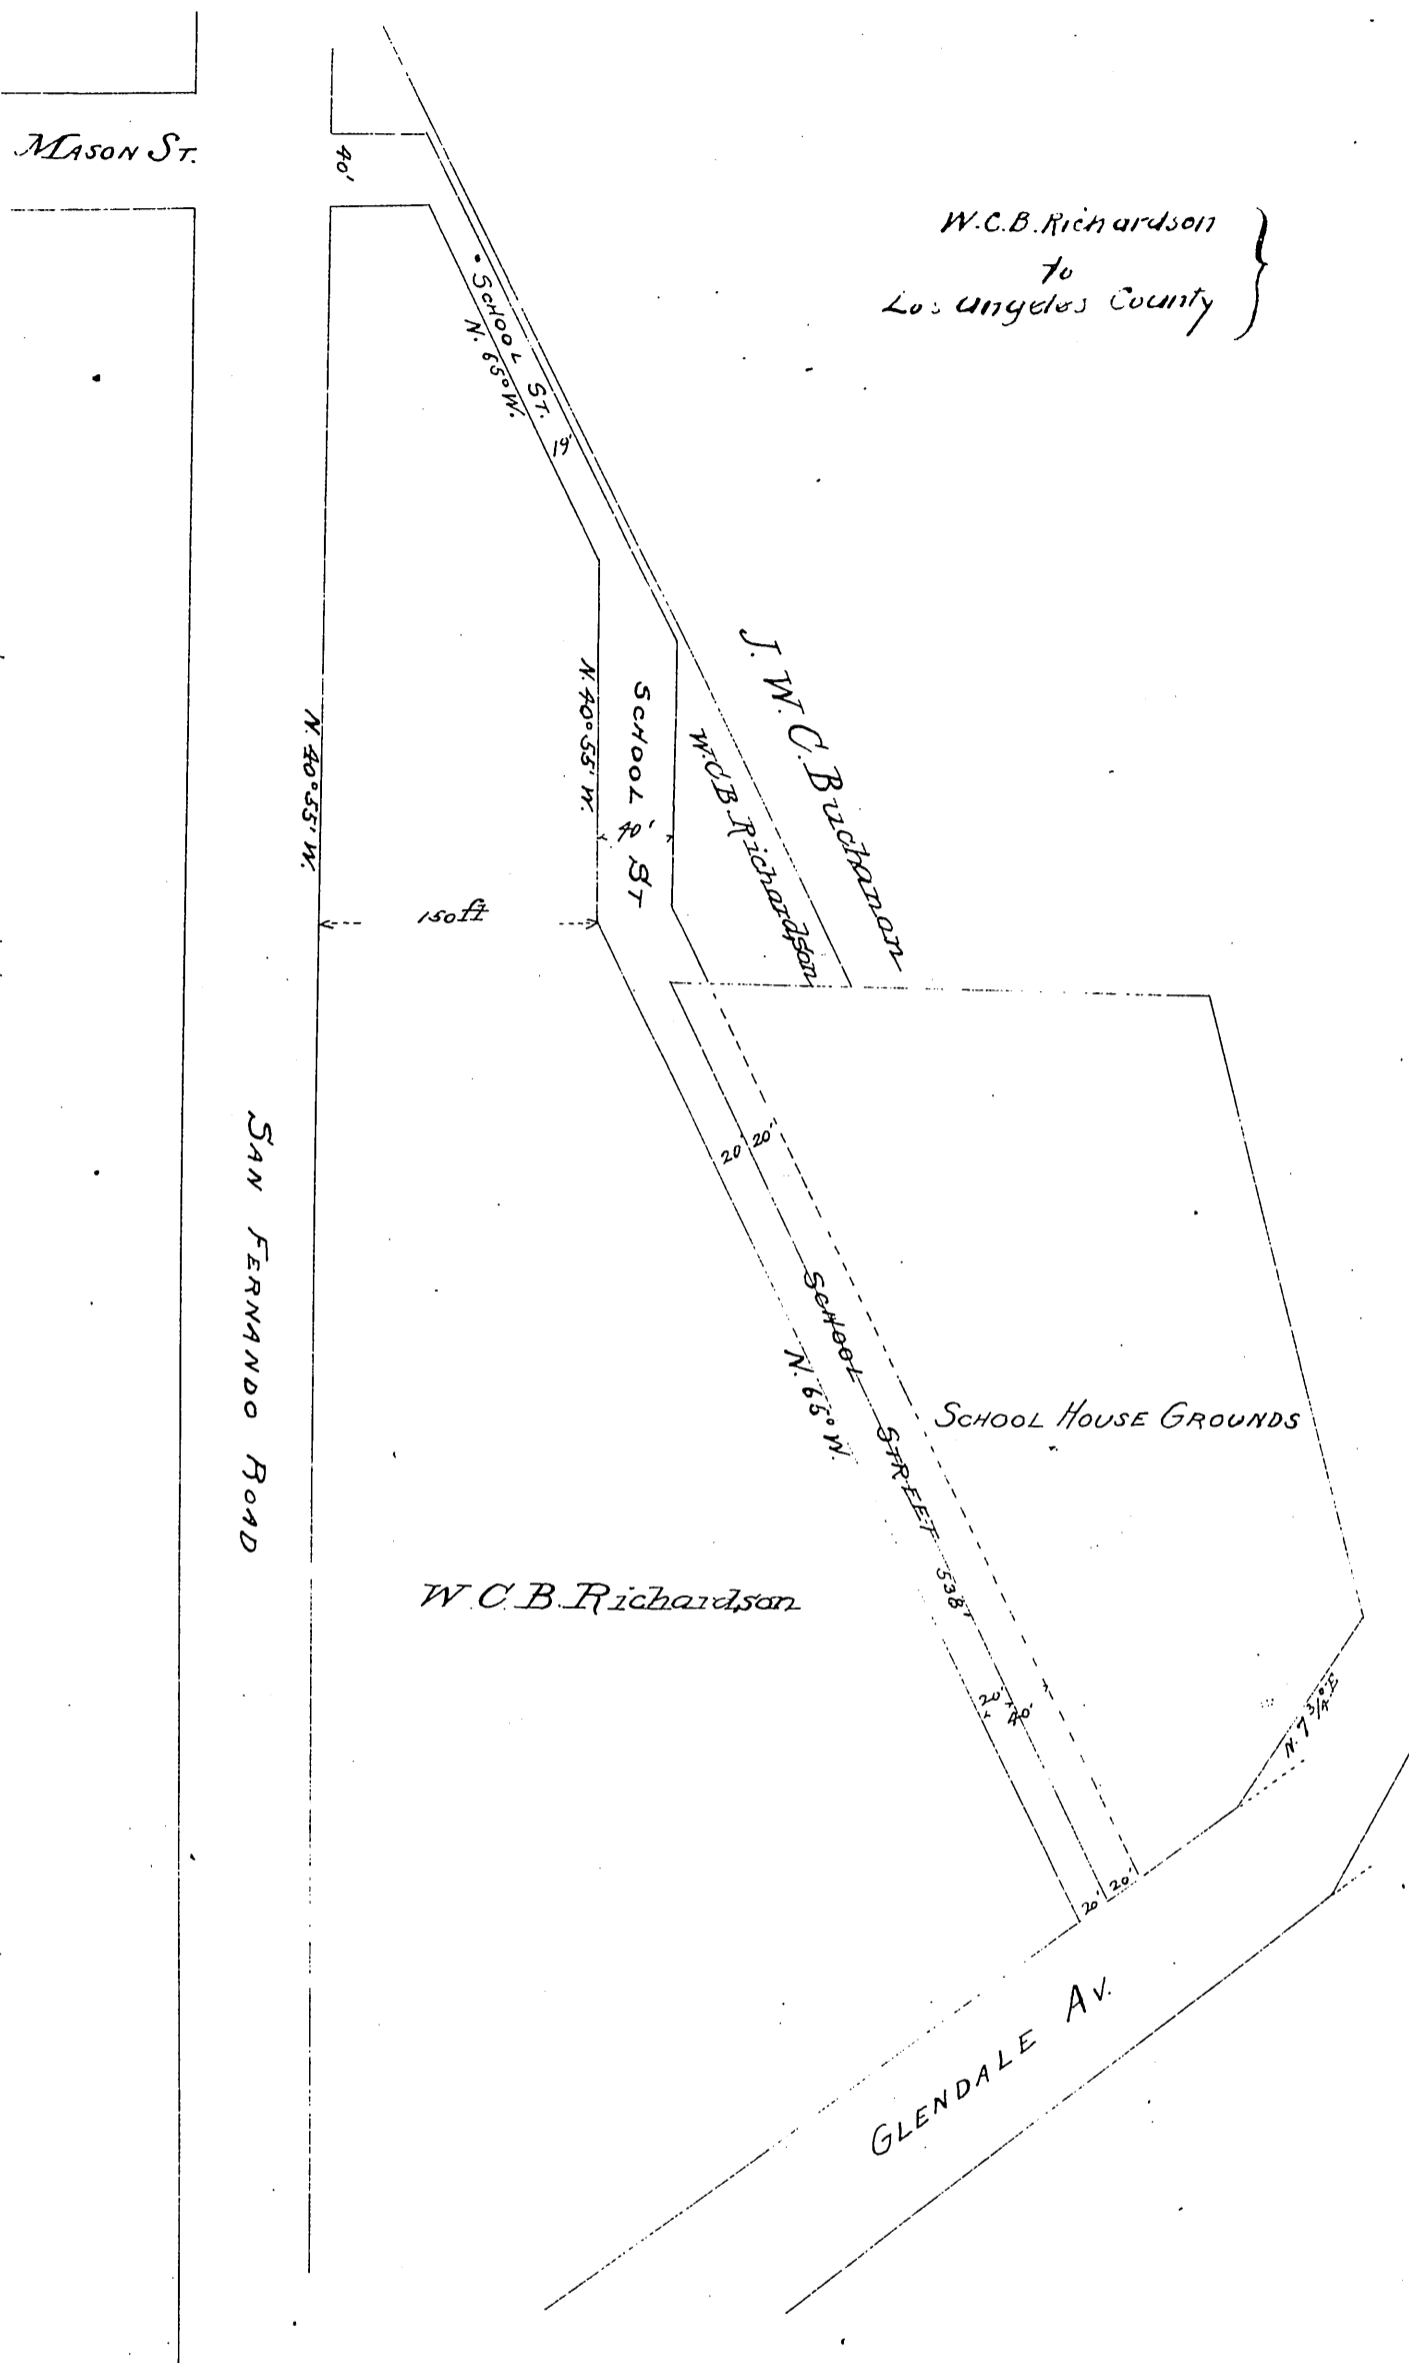 MASON ST.
40'
W.C.B. Richardson
to
Los Angeles County
SCHOOL ST.
N. 65° W.
19'
J. W. C. Buchanan
W.C.B. Richardson
N. 40° 55' W.
SCHOOL ST
40'
N. 40° 55' W.
150 ft
20' 20'
SAN FERNANDO ROAD
SCHOOL STREET 538'
N. 65° W.
SCHOOL HOUSE GROUNDS
W. C. B. Richardson
20'
40'
N. 7 3/4° E
20' 20'
GLENDALE AV.